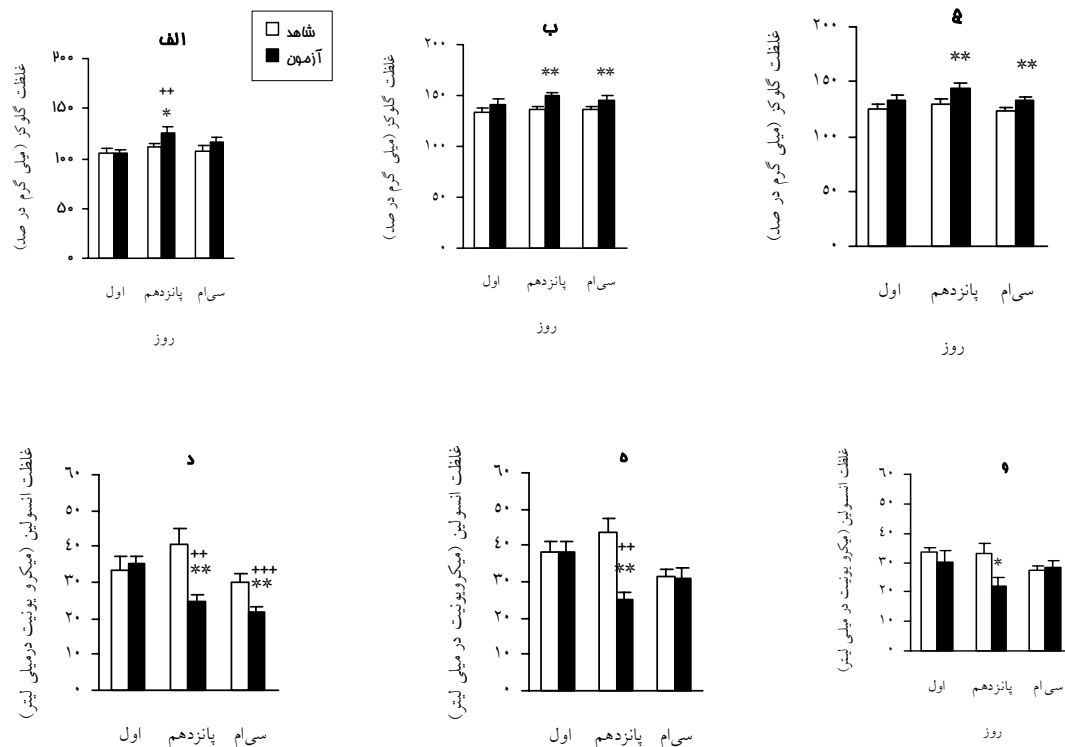 الف
غلظت گلوکز (میلی گرم در صد)
۲۰۰
۱۵۰
۱۰۰
۵۰
۰
++
*
اول پانزدهم سی‌ام
روز
شاهد
آزمون
ب
غلظت گلوکز (میلی گرم در صد)
۲۰۰
۱۵۰
۱۰۰
۵۰
۰
** **
اول پانزدهم سی‌ام
روز
ج
غلظت گلوکز (میلی گرم در صد)
۲۰۰
۱۵۰
۱۰۰
۵۰
۰
** **
اول پانزدهم سی‌ام
روز
د
غلظت انسولین (میکرو یونیت درمیلی لیتر)
۶۰
۵۰
۴۰
۳۰
۲۰
۱۰
۰
++ +++
** **
اول پانزدهم سی‌ام
ه
غلظت انسولین (میکرویونیت در میلی لیتر)
۶۰
۵۰
۴۰
۳۰
۲۰
۱۰
۰
++
**
اول پانزدهم سی‌ام
و
غلظت انسولین (میکرو یونیت در میلی لیتر)
۶۰
۵۰
۴۰
۳۰
۲۰
۱۰
۰
*
اول پانزدهم سی‌ام
روز